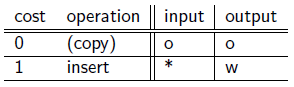 cost operation input output
0 (copy) o o
1 insert * w